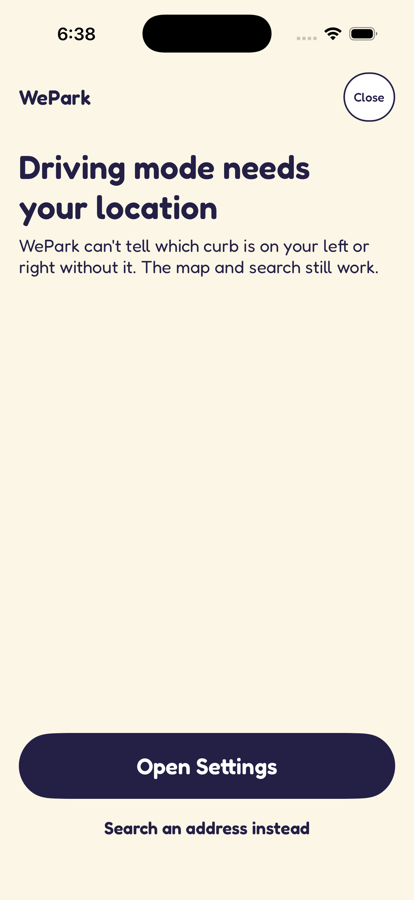 6:38
WePark
Close
Driving mode needs
your location
WePark can't tell which curb is on your left or
right without it. The map and search still work.
Open Settings
Search an address instead